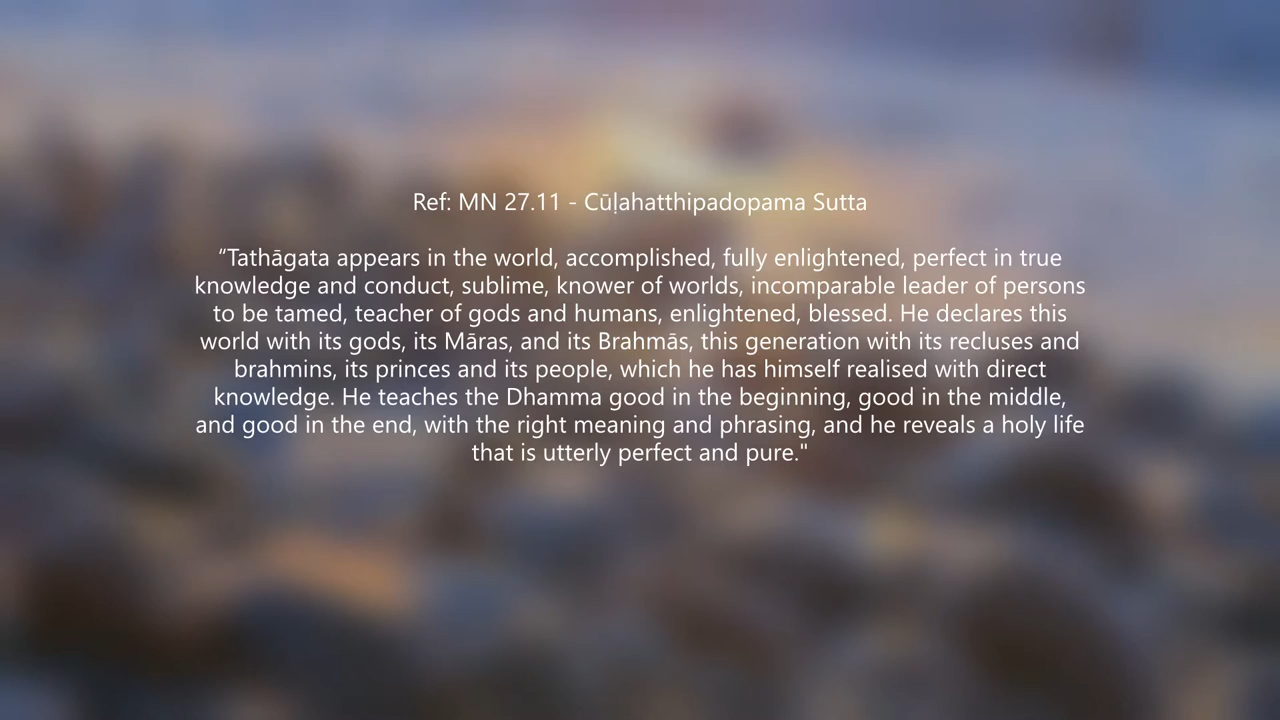 Ref: MN 27.11 - Cūḷahatthipadopama Sutta
“Tathāgata appears in the world, accomplished, fully enlightened, perfect in true
knowledge and conduct, sublime, knower of worlds, incomparable leader of persons
to be tamed, teacher of gods and humans, enlightened, blessed. He declares this
world with its gods, its Māras, and its Brahmās, this generation with its recluses and
brahmins, its princes and its people, which he has himself realised with direct
knowledge. He teaches the Dhamma good in the beginning, good in the middle,
and good in the end, with the right meaning and phrasing, and he reveals a holy life
that is utterly perfect and pure."